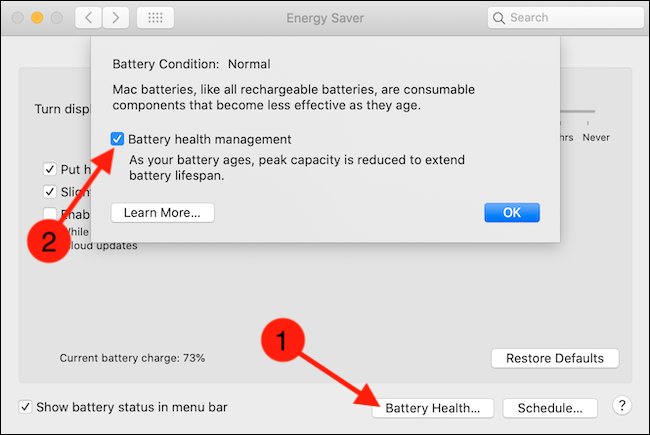 Energy Saver
Search
Battery Condition: Normal
Mac batteries, like all rechargeable batteries, are consumable
components that become less effective as they age.
Turn displ
hrs Never
Battery health management
As your battery ages, peak capacity is reduced to extend
battery lifespan.
Put h
Slight
Learn More...
OK
Enab
2
While
loud updates
1
Current battery charge: 73%
Restore Defaults
Show battery status in menu bar
Battery Health...
Schedule...
?